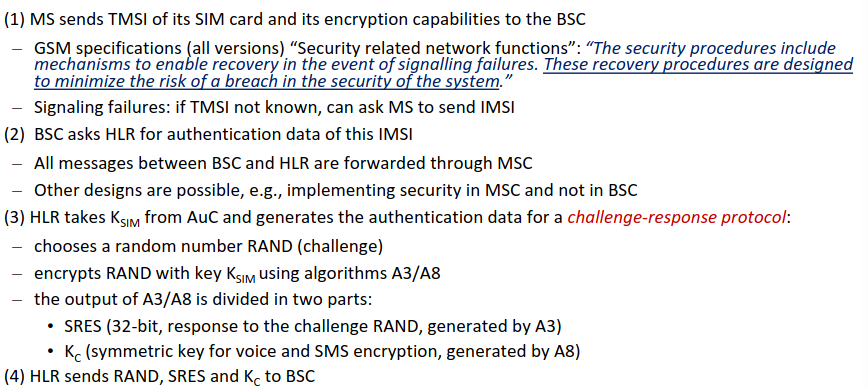 (1) MS sends TMSI of its SIM card and its encryption capabilities to the BSC
– GSM specifications (all versions) “Security related network functions”: “The security procedures include
mechanisms to enable recovery in the event of signalling failures. These recovery procedures are designed
to minimize the risk of a breach in the security of the system.”
– Signaling failures: if TMSI not known, can ask MS to send IMSI
(2) BSC asks HLR for authentication data of this IMSI
– All messages between BSC and HLR are forwarded through MSC
– Other designs are possible, e.g., implementing security in MSC and not in BSC
(3) HLR takes KSIM from AuC and generates the authentication data for a challenge-response protocol:
– chooses a random number RAND (challenge)
– encrypts RAND with key KSIM using algorithms A3/A8
– the output of A3/A8 is divided in two parts:
• SRES (32-bit, response to the challenge RAND, generated by A3)
• KC (symmetric key for voice and SMS encryption, generated by A8)
(4) HLR sends RAND, SRES and KC to BSC